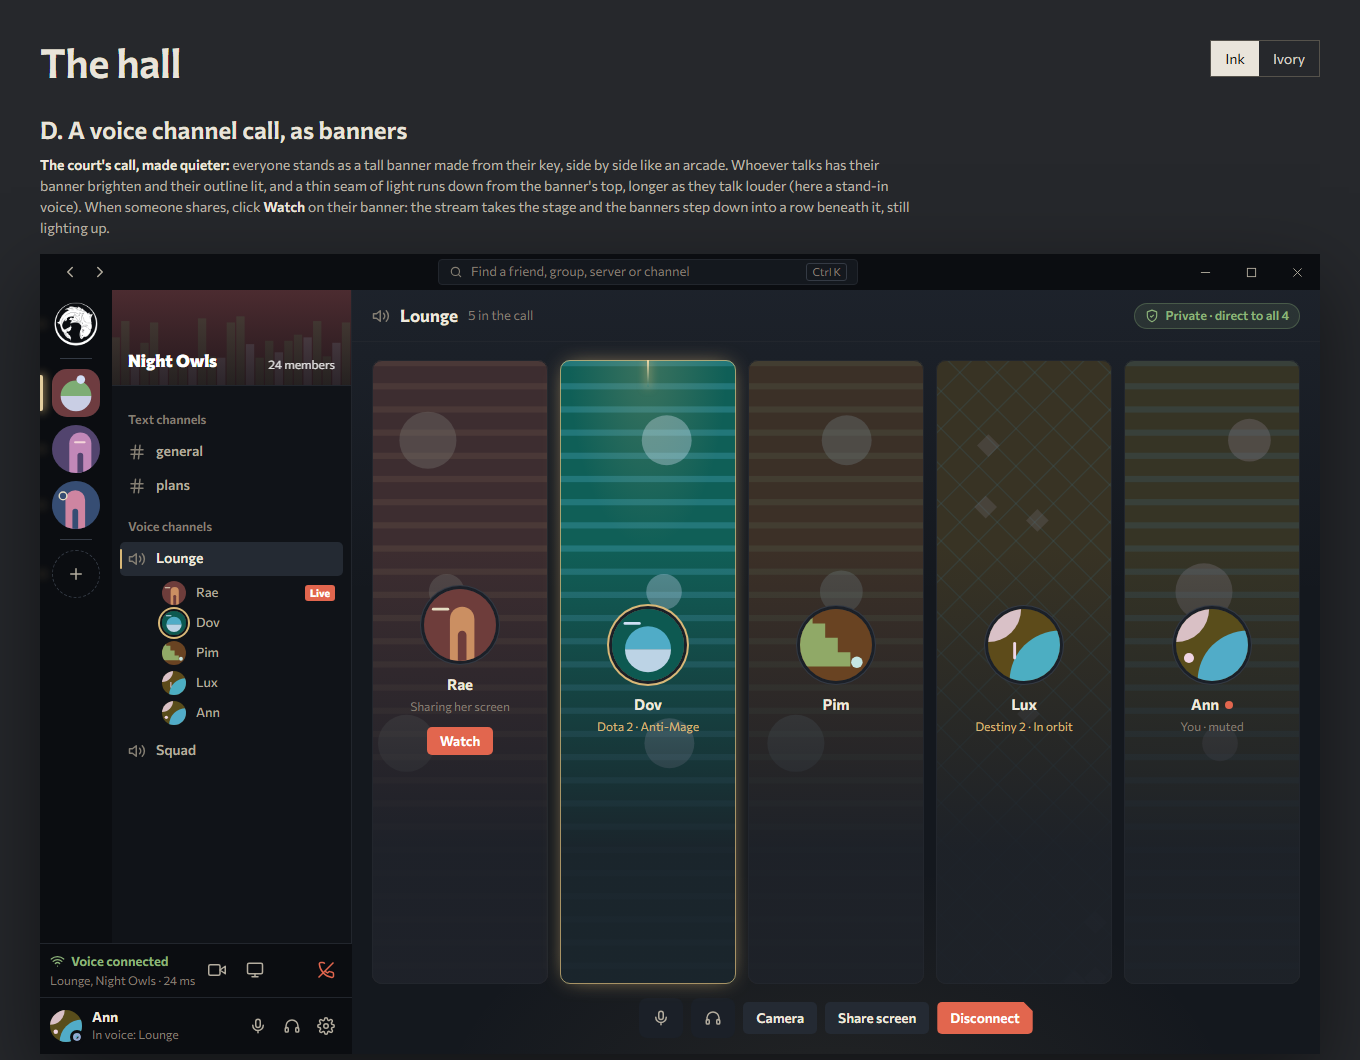 The hall
Ink
Ivory
D. A voice channel call, as banners
The court's call, made quieter: everyone stands as a tall banner made from their key, side by side like an arcade. Whoever talks has their
banner brighten and their outline lit, and a thin seam of light runs down from the banner's top, longer as they talk louder (here a stand-in
voice). When someone shares, click Watch on their banner: the stream takes the stage and the banners step down into a row beneath it, still
lighting up.
Find a friend, group, server or channel
Ctrl K
Night Owls
24 members
Text channels
general
plans
Voice channels
Lounge
Rae
Live
Dov
Pim
Lux
Ann
Squad
Voice connected
Lounge, Night Owls · 24 ms
Ann
In voice: Lounge
Lounge
5 in the call
Private · direct to all 4
Rae
Sharing her screen
Watch
Dov
Dota 2 · Anti-Mage
Pim
Lux
Destiny 2 · In orbit
Ann
You · muted
Camera
Share screen
Disconnect